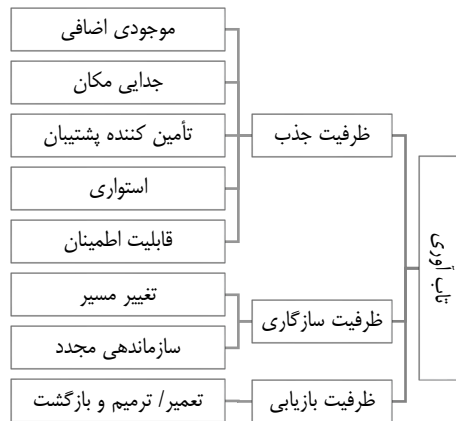 تاب آوری
ظرفیت جذب
موجودی اضافی
جدایی مکان
تأمین کننده پشتیبان
استواری
قابلیت اطمینان
ظرفیت سازگاری
تغییر مسیر
سازماندهی مجدد
ظرفیت بازیابی
تعمیر/ ترمیم و بازگشت